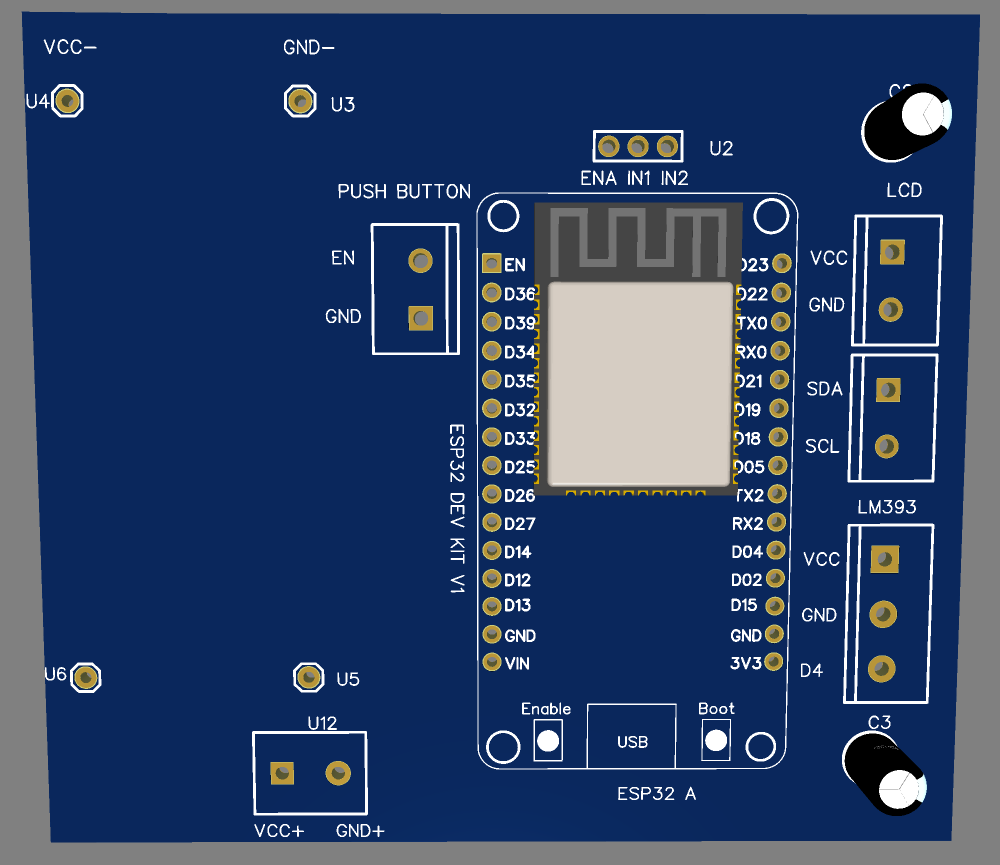 VCC-
GND-
U4
U3
U2
ENA IN1 IN2
PUSH BUTTON
EN
GND
LCD
VCC
GND
SDA
SCL
LM393
VCC
GND
D4
C3
EN
D36
D39
D34
D35
D32
D33
D25
D26
D27
D14
D12
D13
GND
VIN
D23
D22
TX0
RX0
D21
D19
D18
D05
TX2
RX2
D04
D02
D15
GND
3V3
ESP32 DEV KIT V1
Enable
Boot
USB
ESP32 A
U6
U5
U12
VCC+
GND+